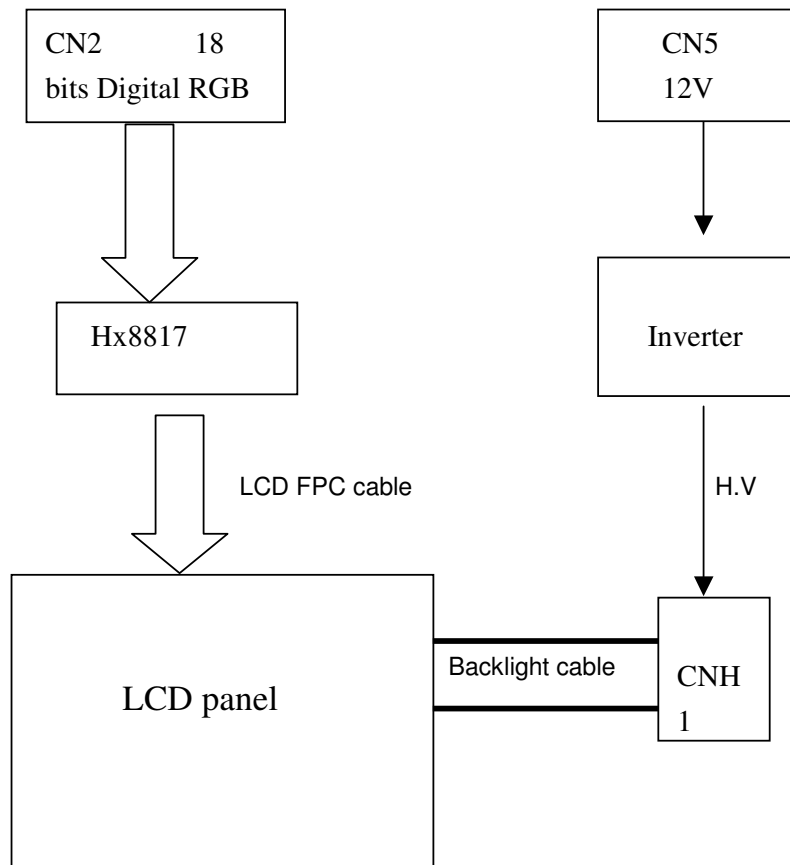 CN2 18
bits Digital RGB
CN5
12V
Hx8817
Inverter
LCD FPC cable
H.V
LCD panel
Backlight cable
CNH
1